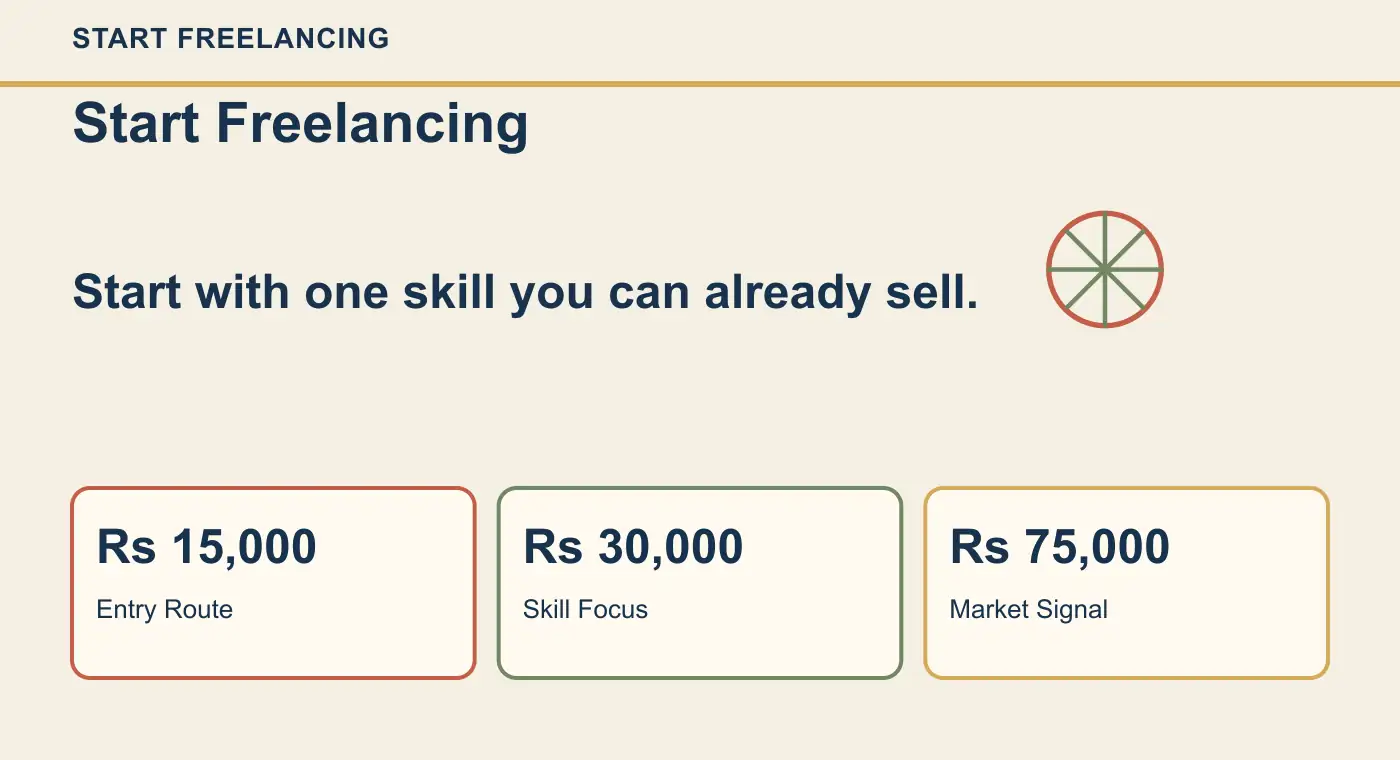 START FREELANCING
Start Freelancing
Start with one skill you can already sell.
Rs 15,000
Entry Route
Rs 30,000
Skill Focus
Rs 75,000
Market Signal